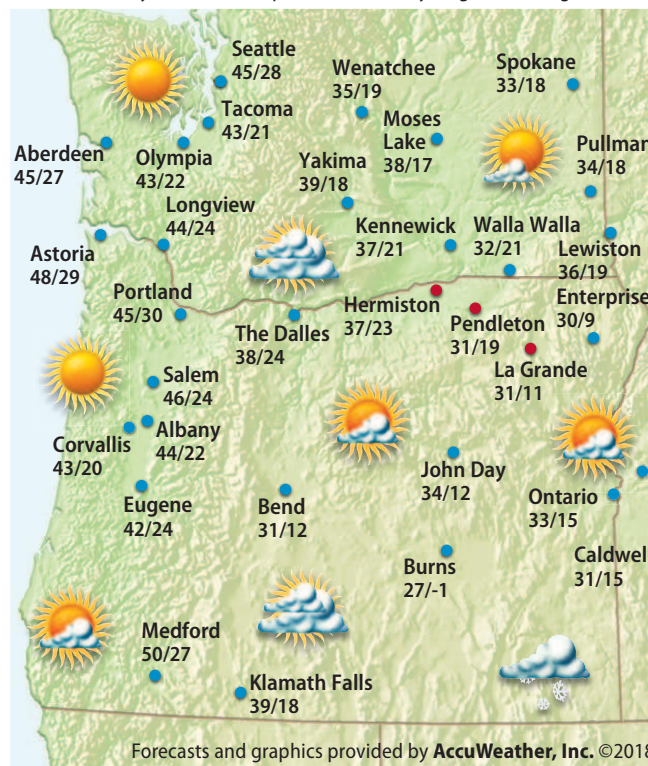 Seattle
45/28
Wenatchee
35/19
Spokane
33/18
Tacoma
43/21
Moses
Lake
38/17
Aberdeen
45/27
Olympia
43/22
Yakima
39/18
Pullman
34/18
Longview
44/24
Kennewick
37/21
Walla Walla
32/21
Lewiston
36/19
Astoria
48/29
Portland
45/30
The Dalles
38/24
Hermiston
37/23
Pendleton
31/19
Enterprise
30/9
La Grande
31/11
Salem
46/24
Corvallis
43/20
Albany
44/22
John Day
34/12
Ontario
33/15
Eugene
42/24
Bend
31/12
Burns
27/-1
Caldwel
31/15
Medford
50/27
Klamath Falls
39/18
Forecasts and graphics provided by AccuWeather, Inc. ©2018